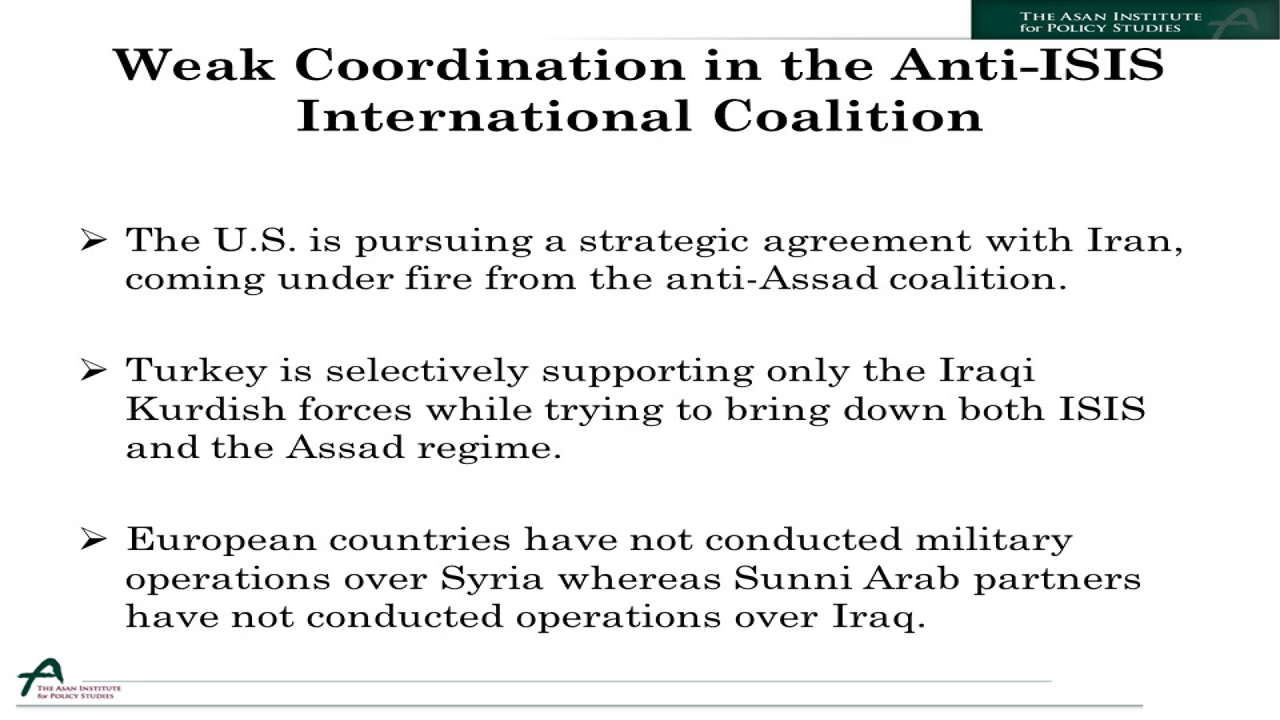 THE ASAN INSTITUTE
for POLICY STUDIES
Weak Coordination in the Anti-ISIS
International Coalition
➢ The U.S. is pursuing a strategic agreement with Iran,
coming under fire from the anti-Assad coalition.
➢ Turkey is selectively supporting only the Iraqi
Kurdish forces while trying to bring down both ISIS
and the Assad regime.
➢ European countries have not conducted military
operations over Syria whereas Sunni Arab partners
have not conducted operations over Iraq.
THE ASAN INSTITUTE
for POLICY STUDIES